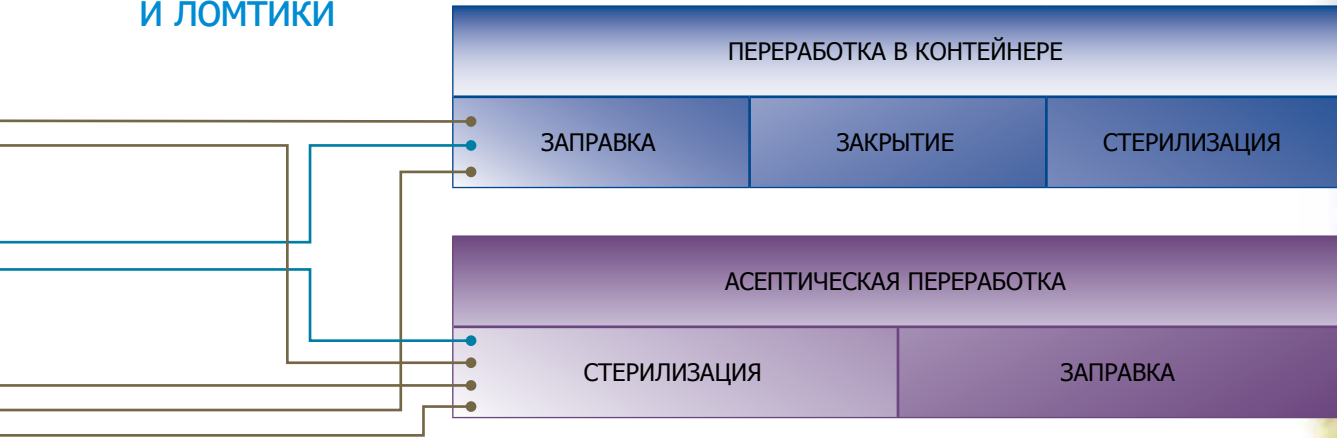 И ЛОМТИКИ
ПЕРЕРАБОТКА В КОНТЕЙНЕРЕ
ЗАПРАВКА ЗАКРЫТИЕ СТЕРИЛИЗАЦИЯ
АСЕПТИЧЕСКАЯ ПЕРЕРАБОТКА
СТЕРИЛИЗАЦИЯ ЗАПРАВКА